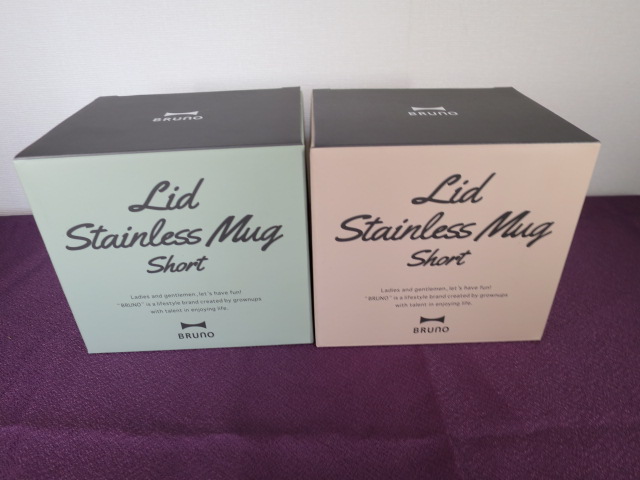 BRUNO
Lid
Stainless Mug
Short
Ladies and gentlemen, let's have fun!
"BRUNO" is a lifestyle brand created by grownups
with talent in enjoying life.
BRUNO
BRUNO
Lid
Stainless Mug
Short
Ladies and gentlemen, let's have fun!
"BRUNO" is a lifestyle brand created by grownups
with talent in enjoying life.
BRUNO